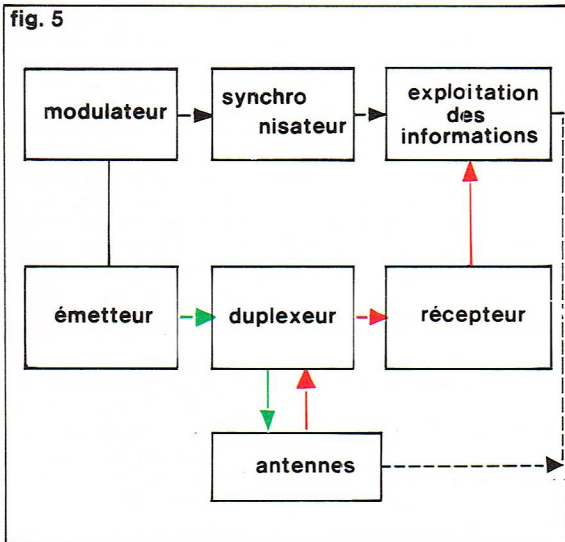 fig. 5
modulateur
synchro
nisateur
exploitation
des
informations
émetteur
duplexeur
récepteur
antennes